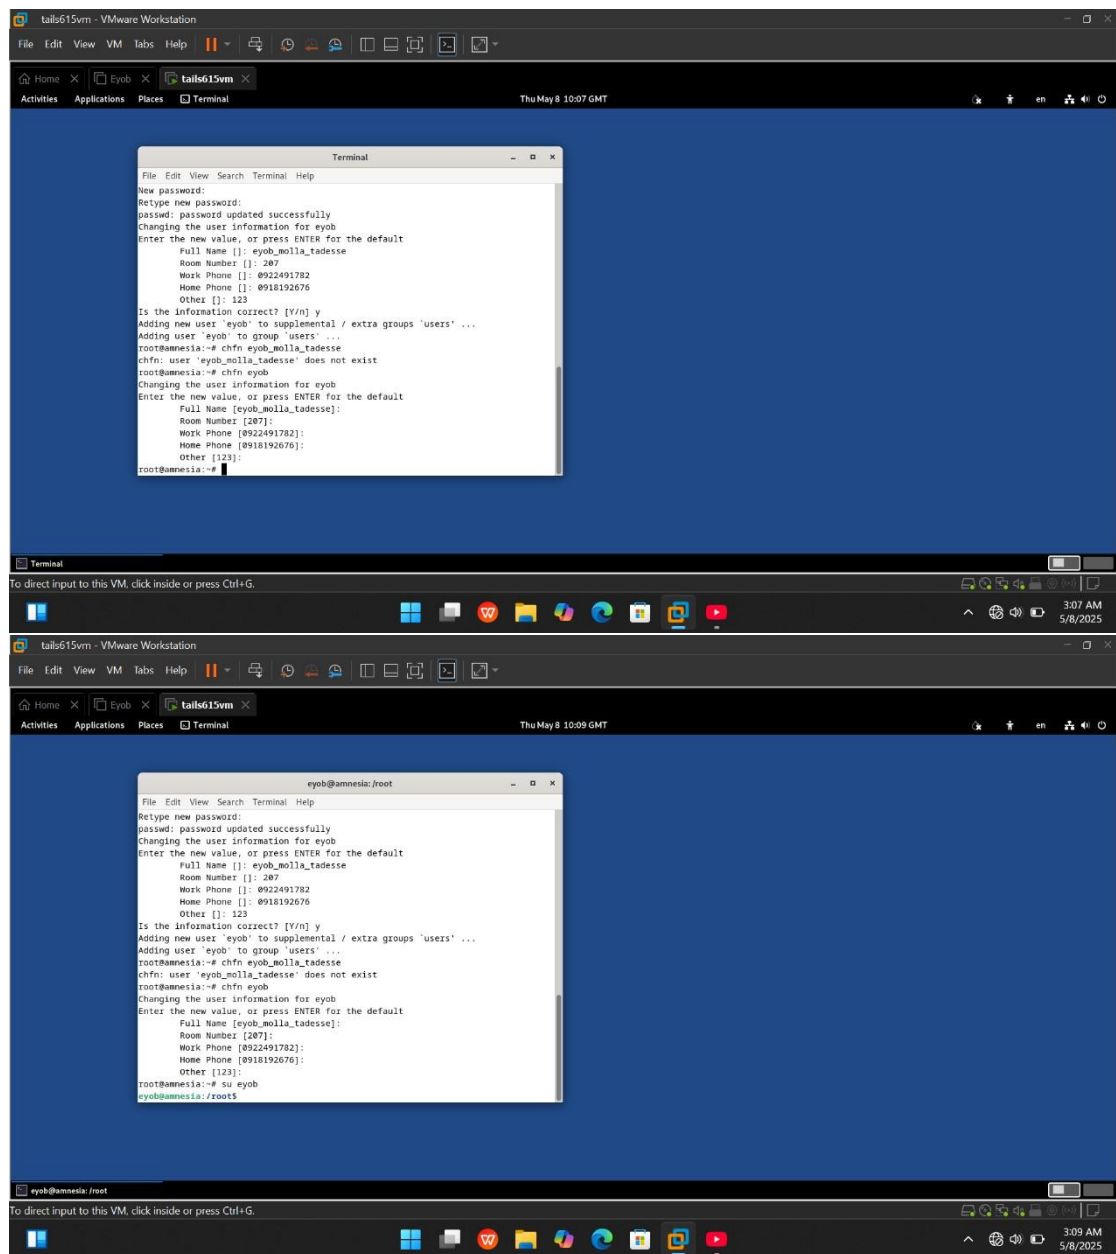 tails615vm - VMware Workstation
File Edit View VM Tabs Help
Home Eyob tails615vm
Activities Applications Places Terminal Thu May 8 10:07 GMT en
Terminal
File Edit View Search Terminal Help
New password:
Retype new password:
passwd: password updated successfully
Changing the user information for eyob
Enter the new value, or press ENTER for the default
Full Name []: eyob_molla_tadesse
Room Number []: 207
Work Phone []: 0922491782
Home Phone []: 0918192676
Other []: 123
Is the information correct? [Y/n] y
Adding new user `eyob' to supplemental / extra groups `users' ...
Adding user `eyob' to group `users' ...
root@amnesia:~# chfn eyob_molla_tadesse
chfn: user 'eyob_molla_tadesse' does not exist
root@amnesia:~# chfn eyob
Changing the user information for eyob
Enter the new value, or press ENTER for the default
Full Name [eyob_molla_tadesse]:
Room Number [207]:
Work Phone [0922491782]:
Home Phone [0918192676]:
Other [123]:
root@amnesia:~#
Terminal
To direct input to this VM, click inside or press Ctrl+G.
3:07 AM
5/8/2025
tails615vm - VMware Workstation
File Edit View VM Tabs Help
Home Eyob tails615vm
Activities Applications Places Terminal Thu May 8 10:09 GMT en
eyob@amnesia: /root
File Edit View Search Terminal Help
Retype new password:
passwd: password updated successfully
Changing the user information for eyob
Enter the new value, or press ENTER for the default
Full Name []: eyob_molla_tadesse
Room Number []: 207
Work Phone []: 0922491782
Home Phone []: 0918192676
Other []: 123
Is the information correct? [Y/n] y
Adding new user `eyob' to supplemental / extra groups `users' ...
Adding user `eyob' to group `users' ...
root@amnesia:~# chfn eyob_molla_tadesse
chfn: user 'eyob_molla_tadesse' does not exist
root@amnesia:~# chfn eyob
Changing the user information for eyob
Enter the new value, or press ENTER for the default
Full Name [eyob_molla_tadesse]:
Room Number [207]:
Work Phone [0922491782]:
Home Phone [0918192676]:
Other [123]:
root@amnesia:~# su eyob
eyob@amnesia:/root$
eyob@amnesia: /root
To direct input to this VM, click inside or press Ctrl+G.
3:09 AM
5/8/2025